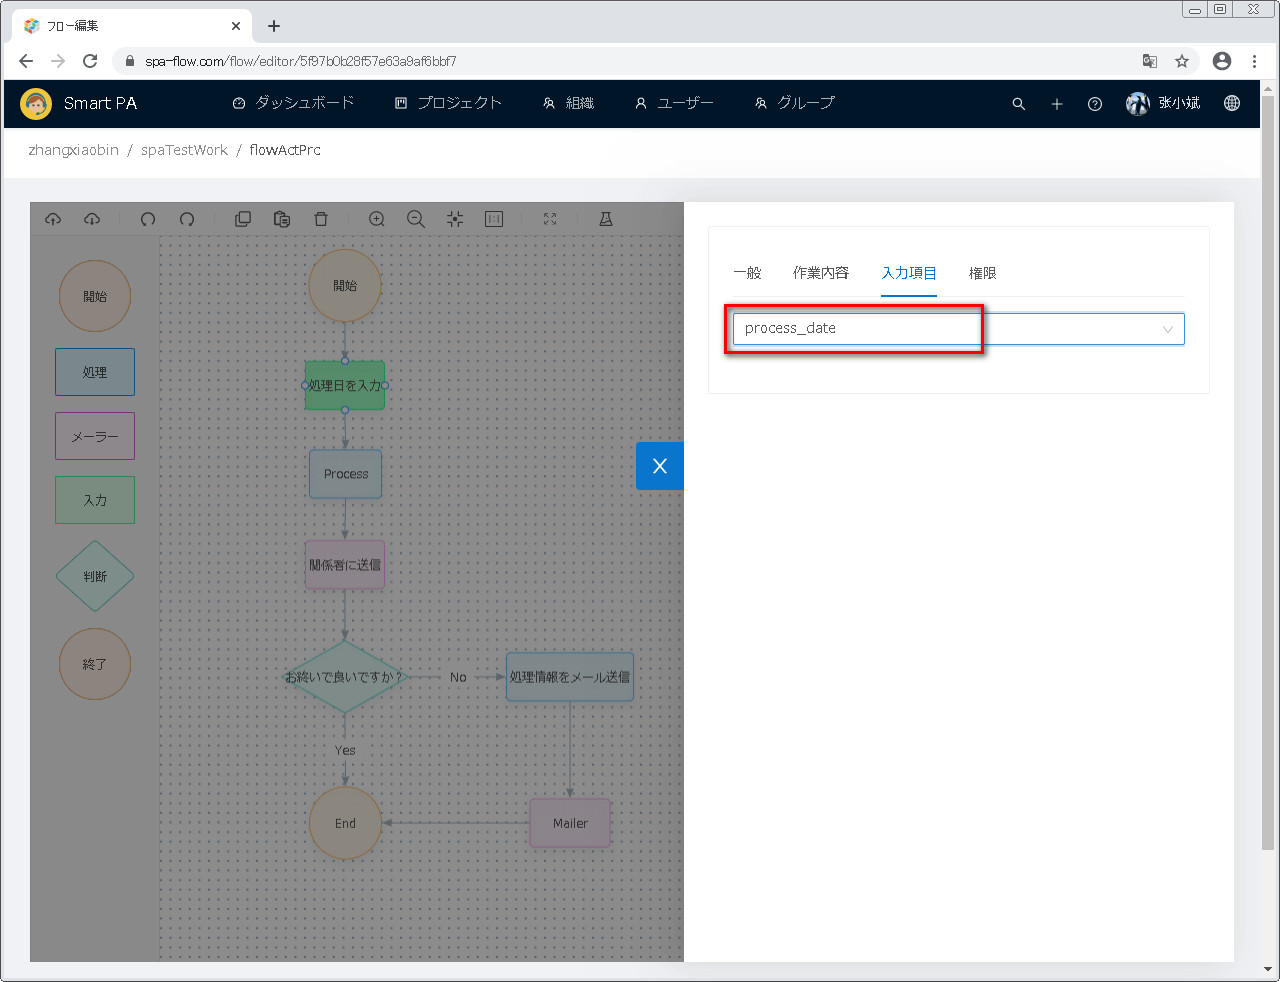 フロー編集
spa-flow.com/flow/editor/5f97b0b28f57e63a9af6bbf7
Smart PA
ダッシュボード
プロジェクト
組織
ユーザー
グループ
张小斌
zhangxiaobin / spaTestWork / flowActPrc
開始
処理
メーラー
入力
判断
終了
開始
処理日を入力
Process
関係者に送信
お終いで良いですか？
No
処理情報をメール送信
Yes
End
Mailer
一般
作業内容
入力項目
権限
process_date